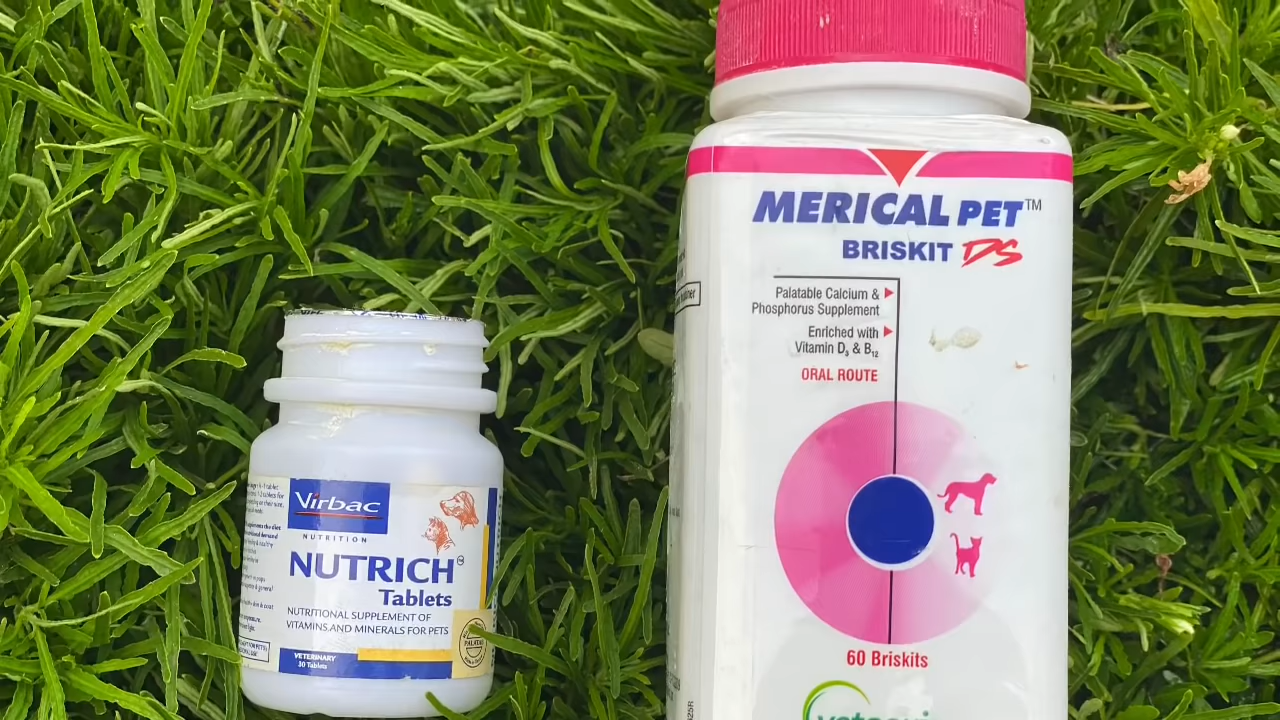 Virbac
NUTRITION
NUTRICH™
Tablets
NUTRITIONAL SUPPLEMENT OF
VITAMINS AND MINERALS FOR PETS
VETERINARY
30 Tablets
MERICAL PET™
BRISKIT DS
Palatable Calcium &
Phosphorus Supplement
Enriched with
Vitamin D₃ & B₁₂
ORAL ROUTE
60 Briskits